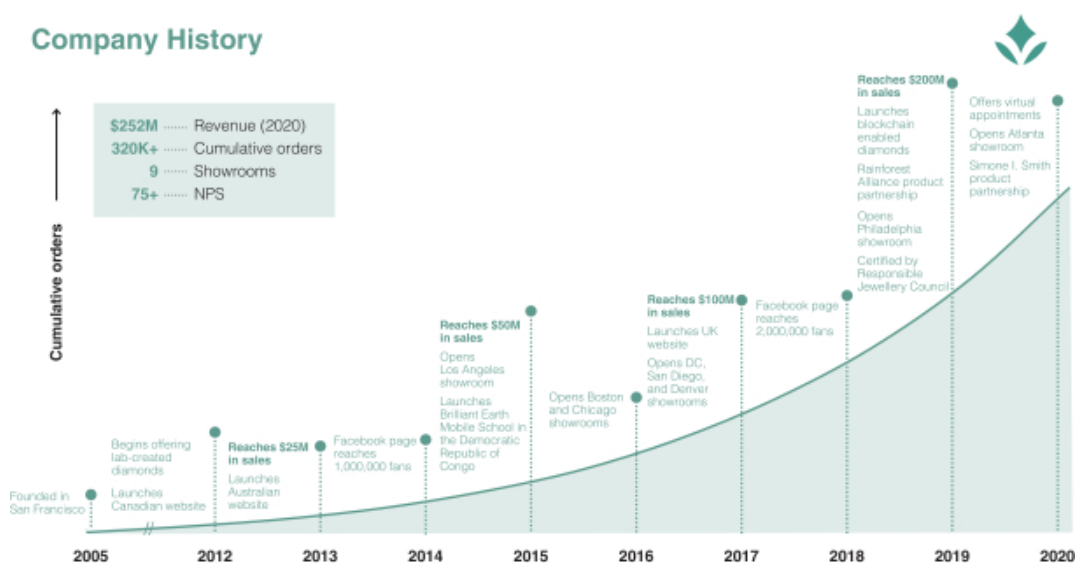 Company History
$252M ...... Revenue (2020)
320K+ ...... Cumulative orders
9 ...... Showrooms
75+ ...... NPS
Cumulative orders
Founded in
San Francisco
Begins offering
lab-created
diamonds
Launches
Canadian website
Reaches $25M
in sales
Launches
Australian
website
Facebook page
reaches
1,000,000 fans
Reaches $50M
in sales
Opens
Los Angeles
showroom
Launches
Brilliant Earth
Mobile School in
the Democratic
Republic of
Congo
Opens Boston
and Chicago
showrooms
Reaches $100M
in sales
Launches UK
website
Opens DC,
San Diego,
and Denver
showrooms
Facebook page
reaches
2,000,000 fans
Reaches $200M
in sales
Launches
blockchain
enabled
diamonds
Rainforest
Alliance product
partnership
Opens
Philadelphia
showroom
Certified by
Responsible
Jewellery Council
Offers virtual
appointments
Opens Atlanta
showroom
Simone I. Smith
product
partnership
2005
2012
2013
2014
2015
2016
2017
2018
2019
2020